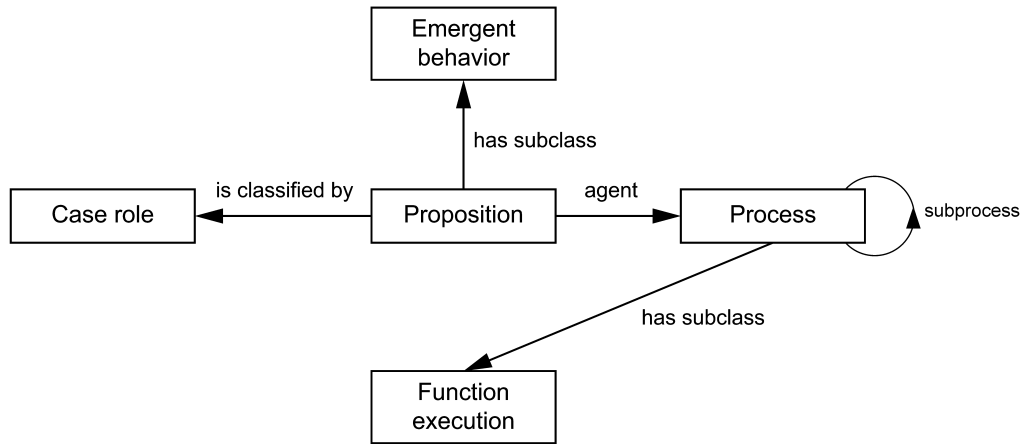 Emergent
behavior
has subclass
is classified by
agent
Case role
Proposition
Process
subprocess
has subclass
Function
execution